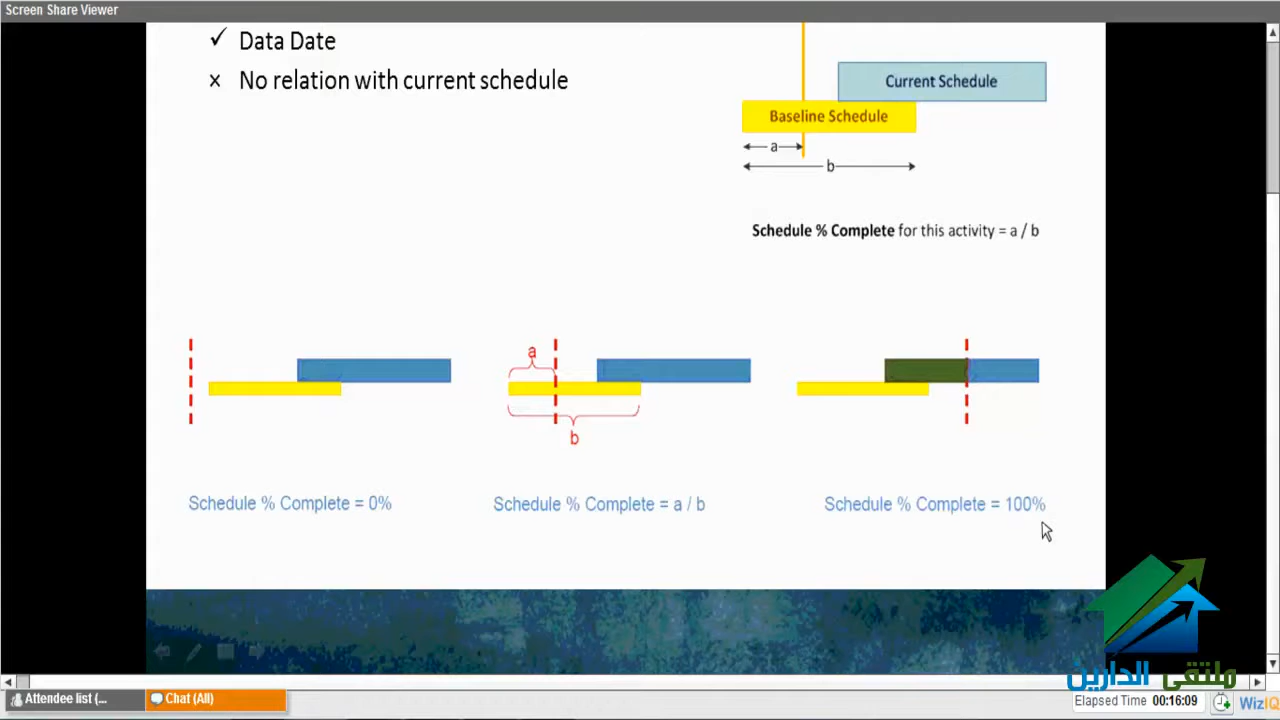 Screen Share Viewer
✓ Data Date
× No relation with current schedule
Current Schedule
Baseline Schedule
a
b
Schedule % Complete for this activity = a / b
a
b
Schedule % Complete = 0%
Schedule % Complete = a / b
Schedule % Complete = 100%
ملتقى الدارين
Attendee list (...
Chat (All)
Elapsed Time 00:16:09
WizIQ